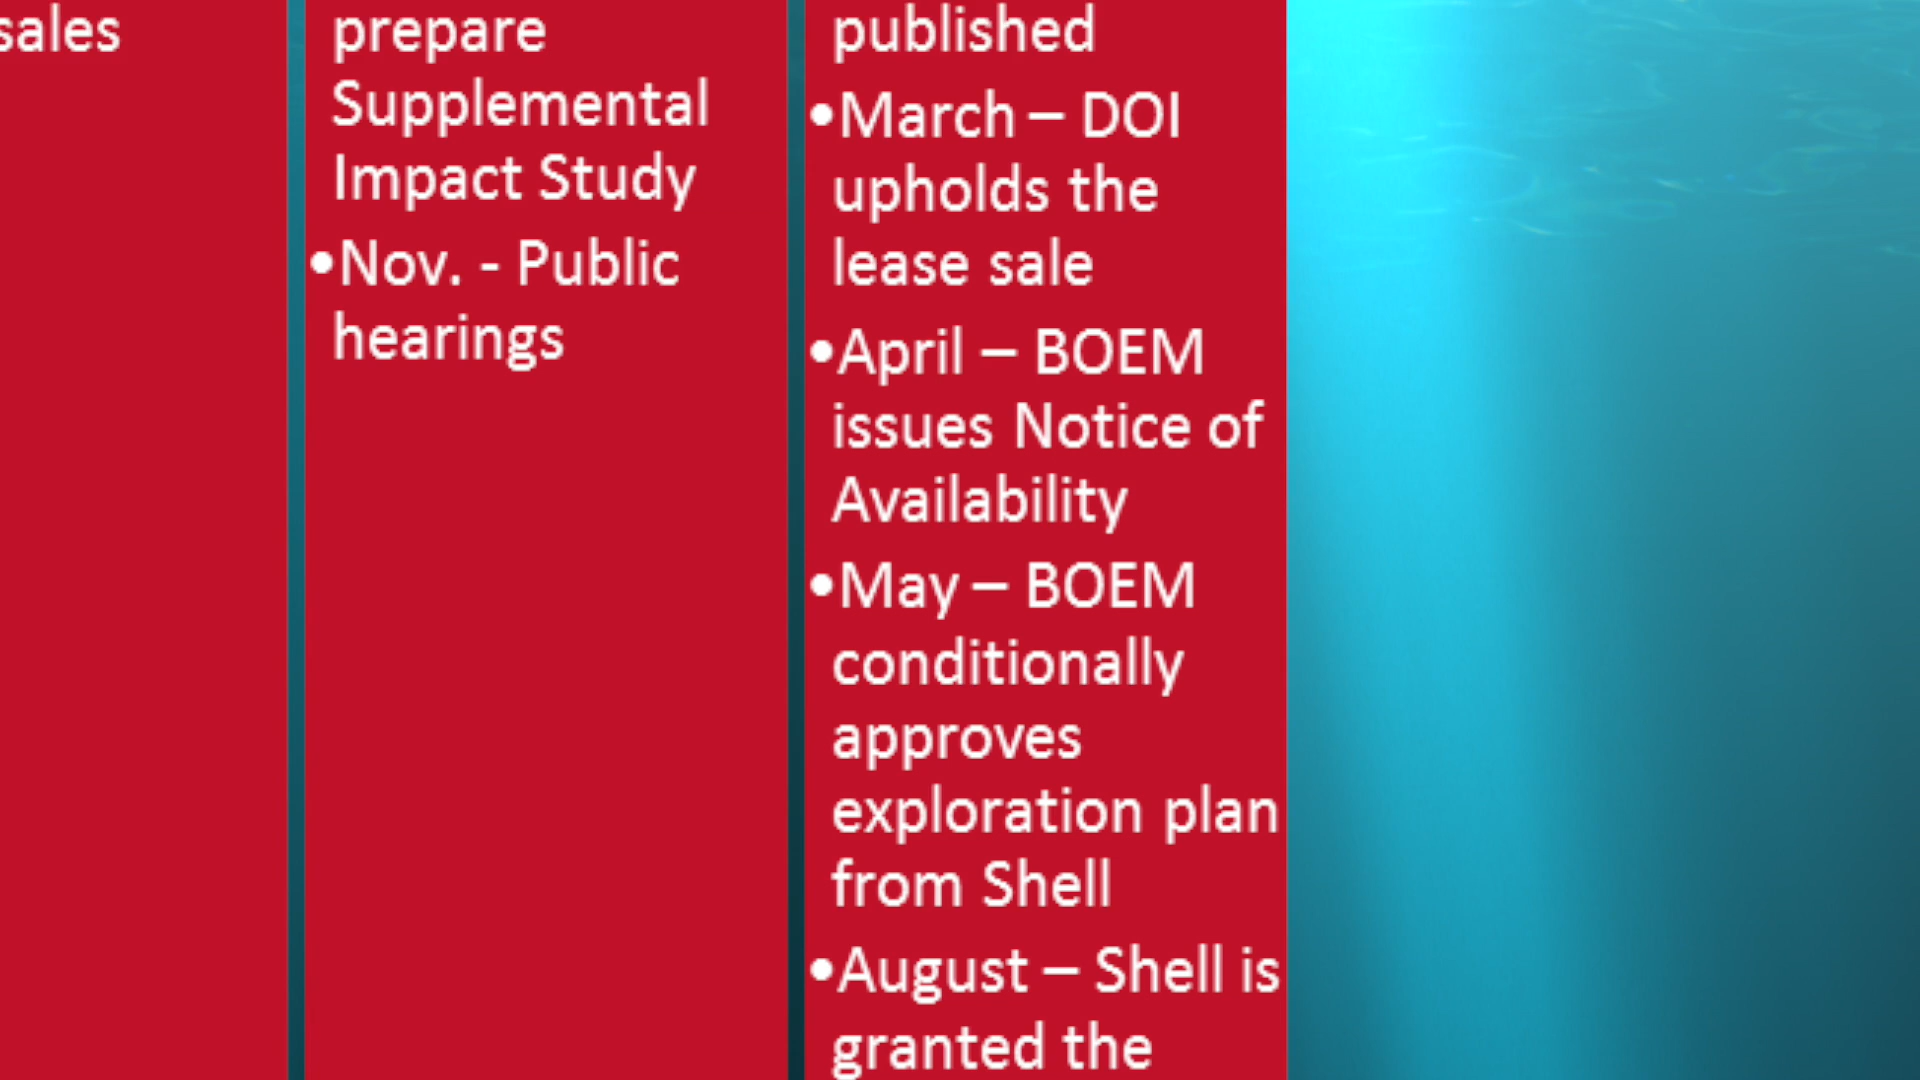 sales
prepare
Supplemental
Impact Study
•Nov. - Public
hearings
published
•March – DOI
upholds the
lease sale
•April – BOEM
issues Notice of
Availability
•May – BOEM
conditionally
approves
exploration plan
from Shell
•August – Shell is
granted the